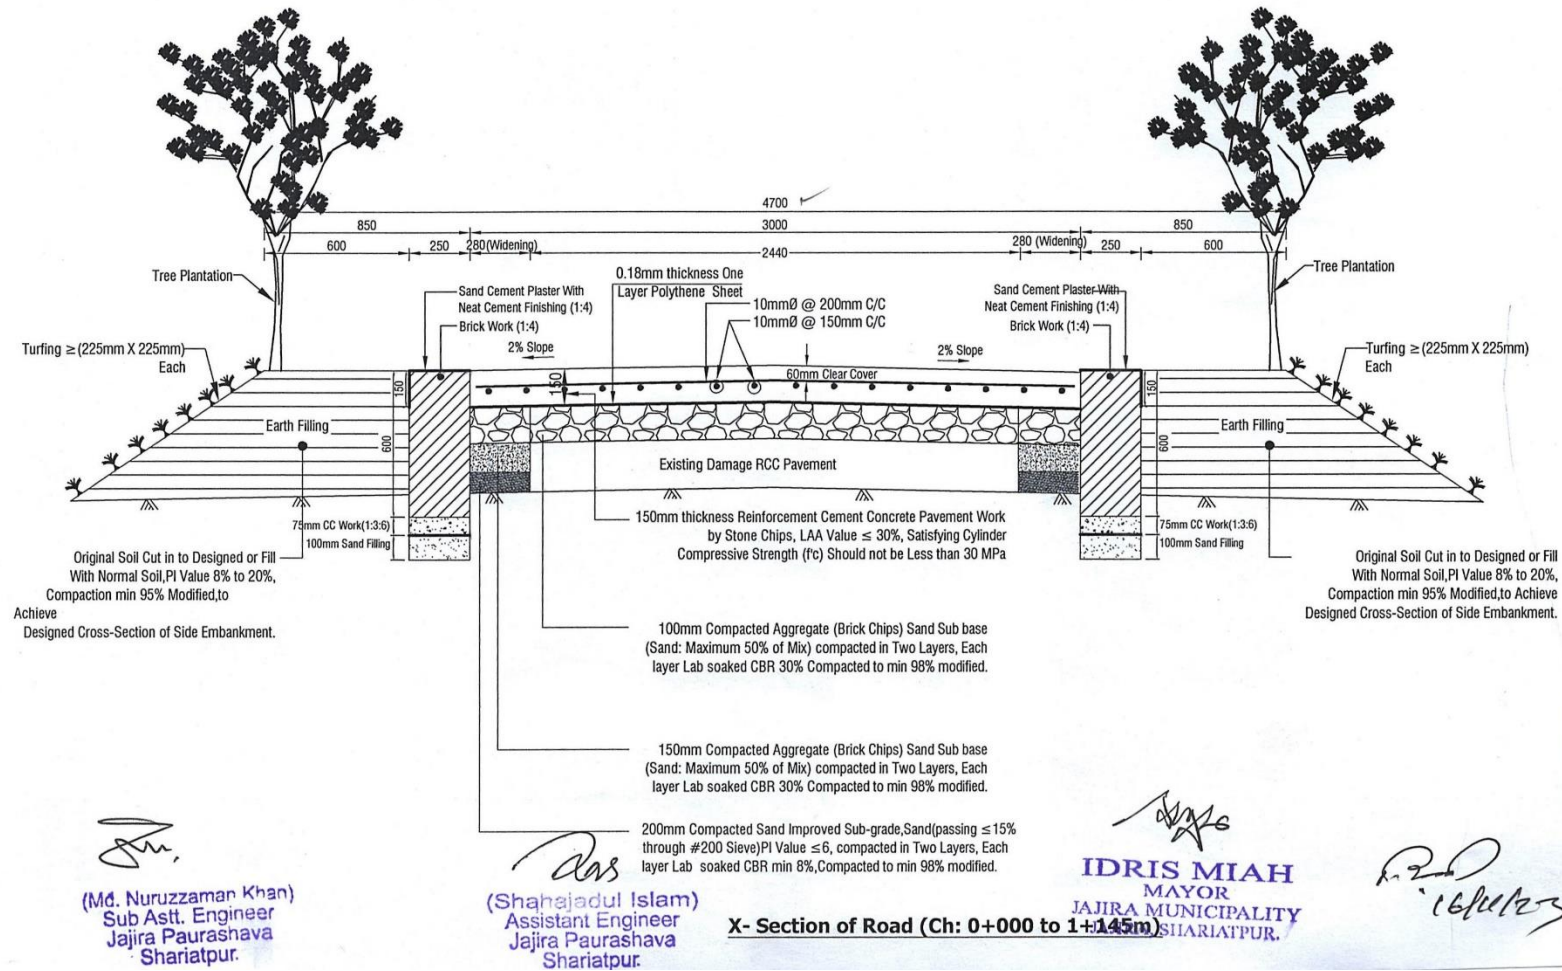 4700
850
3000
850
600
250
280(Widening)
2440
280 (Widening)
250
600
Tree Plantation
Tree Plantation
0.18mm thickness One
Layer Polythene Sheet
Sand Cement Plaster With
Neat Cement Finishing (1:4)
Brick Work (1:4)
10mmØ @ 200mm C/C
10mmØ @ 150mm C/C
Sand Cement Plaster With
Neat Cement Finishing (1:4)
Brick Work (1:4)
Turfing ≥ (225mm X 225mm)
Each
2% Slope
2% Slope
Turfing ≥ (225mm X 225mm)
Each
60mm Clear Cover
150
150
150
Earth Filling
600
Earth Filling
600
Existing Damage RCC Pavement
75mm CC Work(1:3:6)
100mm Sand Filling
75mm CC Work(1:3:6)
100mm Sand Filling
150mm thickness Reinforcement Cement Concrete Pavement Work
by Stone Chips, LAA Value ≤ 30%, Satisfying Cylinder
Compressive Strength (f'c) Should not be Less than 30 MPa
Original Soil Cut in to Designed or Fill
With Normal Soil,PI Value 8% to 20%,
Compaction min 95% Modified,to
Achieve
Designed Cross-Section of Side Embankment.
Original Soil Cut in to Designed or Fill
With Normal Soil,PI Value 8% to 20%,
Compaction min 95% Modified,to Achieve
Designed Cross-Section of Side Embankment.
100mm Compacted Aggregate (Brick Chips) Sand Sub base
(Sand: Maximum 50% of Mix) compacted in Two Layers, Each
layer Lab soaked CBR 30% Compacted to min 98% modified.
150mm Compacted Aggregate (Brick Chips) Sand Sub base
(Sand: Maximum 50% of Mix) compacted in Two Layers, Each
layer Lab soaked CBR 30% Compacted to min 98% modified.
200mm Compacted Sand Improved Sub-grade,Sand(passing ≤15%
through #200 Sieve)PI Value ≤6, compacted in Two Layers, Each
layer Lab soaked CBR min 8%,Compacted to min 98% modified.
(Md. Nuruzzaman Khan)
Sub Astt. Engineer
Jajira Paurashava
Shariatpur.
(Shahajadul Islam)
Assistant Engineer
Jajira Paurashava
Shariatpur.
IDRIS MIAH
MAYOR
JAJIRA MUNICIPALITY
JAJIRA, SHARIATPUR.
X- Section of Road (Ch: 0+000 to 1+145m)